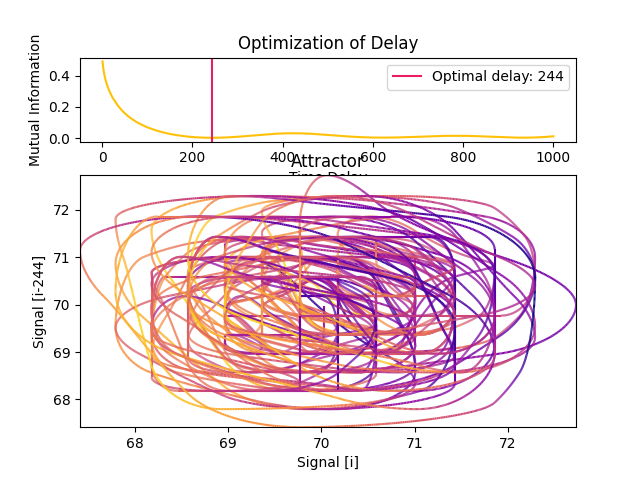 Optimization of Delay
Mutual Information
0.4
0.2
0.0
Optimal delay: 244
0 200 400 600 800 1000
Time Delay
Attractor
Signal [i-244]
72
71
70
69
68
68 69 70 71 72
Signal [i]